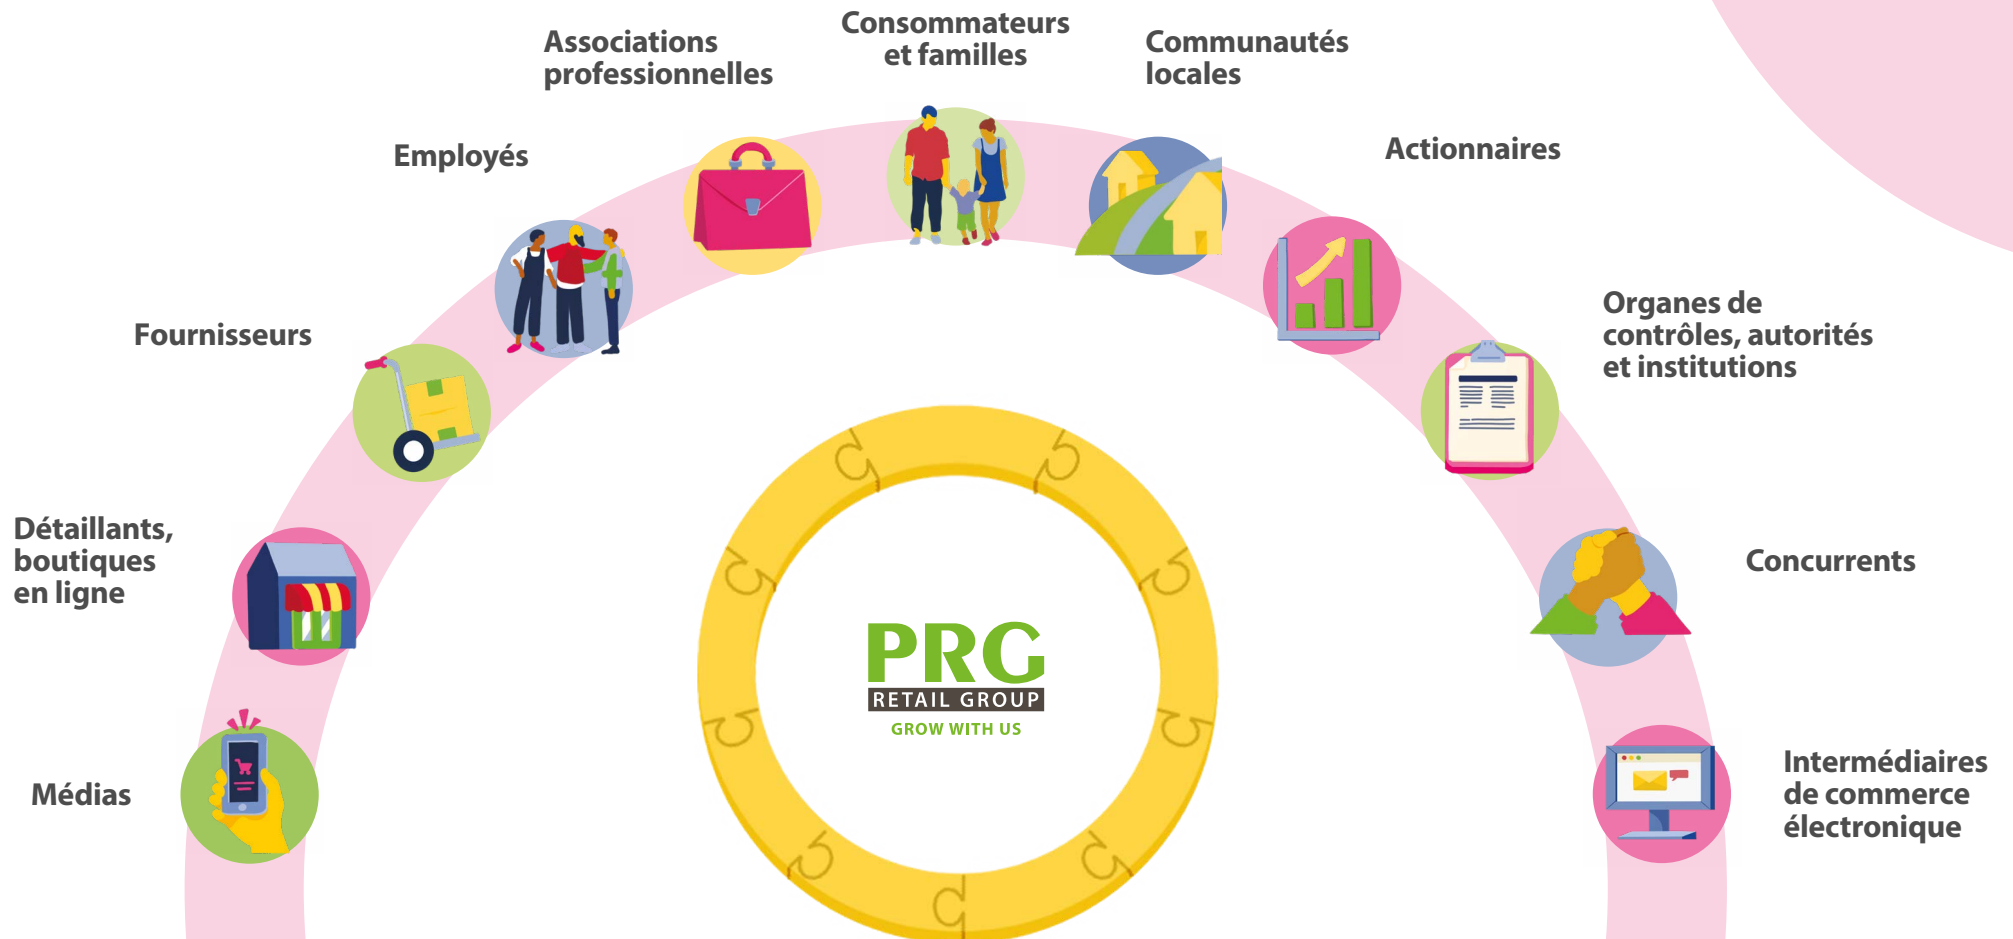 Consommateurs
et familles
Associations
professionnelles
Communautés
locales
Employés
Actionnaires
Fournisseurs
Organes de
contrôles, autorités
et institutions
Détaillants,
boutiques
en ligne
Concurrents
PRG
RETAIL GROUP
GROW WITH US
Médias
Intermédiaires
de commerce
électronique